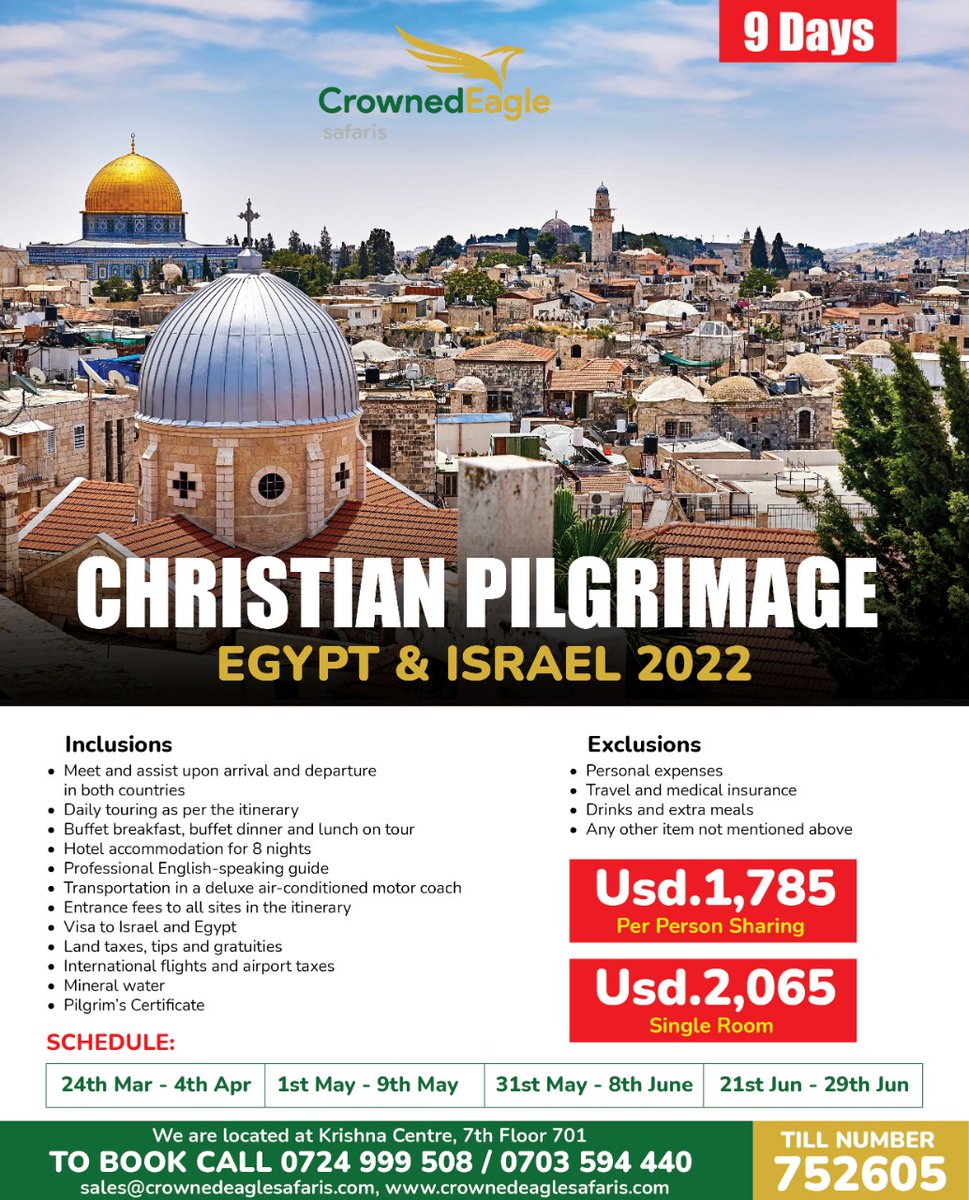 9 Days
CrownedEagle
safaris
CHRISTIAN PILGRIMAGE
EGYPT & ISRAEL 2022
Inclusions
• Meet and assist upon arrival and departure
in both countries
• Daily touring as per the itinerary
• Buffet breakfast, buffet dinner and lunch on tour
• Hotel accommodation for 8 nights
• Professional English-speaking guide
• Transportation in a deluxe air-conditioned motor coach
• Entrance fees to all sites in the itinerary
• Visa to Israel and Egypt
• Land taxes, tips and gratuities
• International flights and airport taxes
• Mineral water
• Pilgrim's Certificate
Exclusions
• Personal expenses
• Travel and medical insurance
• Drinks and extra meals
• Any other item not mentioned above
Usd.1,785
Per Person Sharing
Usd.2,065
Single Room
SCHEDULE:
24th Mar - 4th Apr
1st May - 9th May
31st May - 8th June
21st Jun - 29th Jun
We are located at Krishna Centre, 7th Floor 701
TO BOOK CALL 0724 999 508 / 0703 594 440
sales@crownedeaglesafaris.com, www.crownedeaglesafaris.com
TILL NUMBER
752605